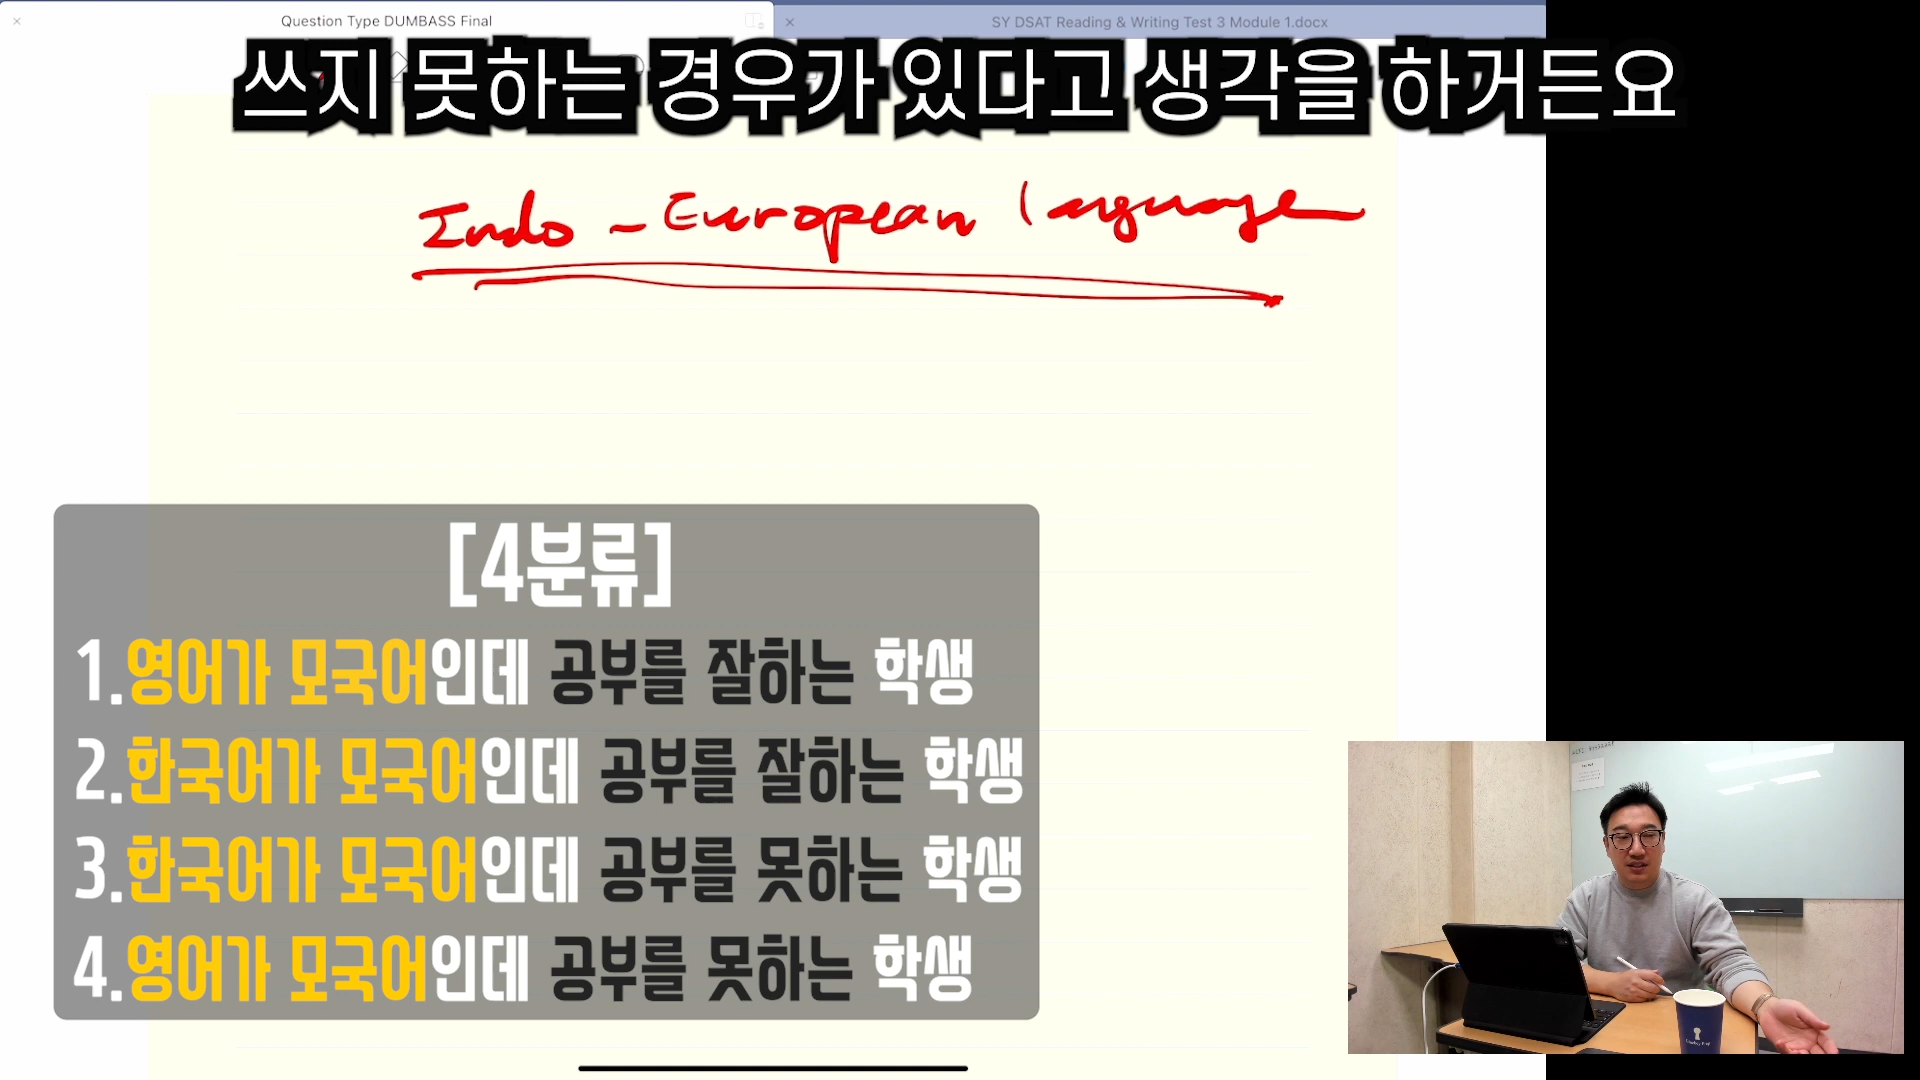 Question Type DUMBASS Final
SY DSAT Reading & Writing Test 3 Module 1.docx
쓰지 못하는 경우가 있다고 생각을 하거든요
Indo-European language
[4분류]
1.영어가 모국어인데 공부를 잘하는 학생
2.한국어가 모국어인데 공부를 잘하는 학생
3.한국어가 모국어인데 공부를 못하는 학생
4.영어가 모국어인데 공부를 못하는 학생